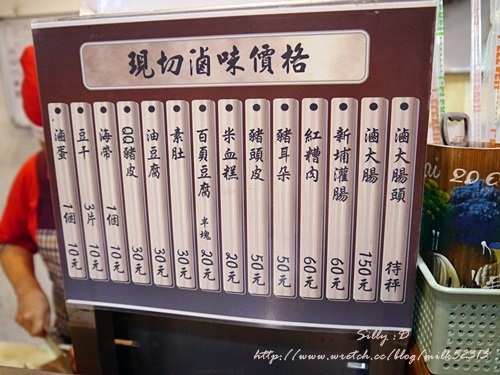 現切滷味價格
滷大腸頭 待秤
滷大腸 150元
新埔灌腸 60元
紅糟肉 60元
豬耳朵 50元
豬頭皮 50元
米血糕 20元
百頁豆腐 半塊 20元
素肚 30元
油豆腐 30元
QQ豬皮 30元
海帶 1個 10元
豆干 3片 10元
滷蛋 1個 10元
Silly :D
http://www.wretch.cc/blog/milk52313